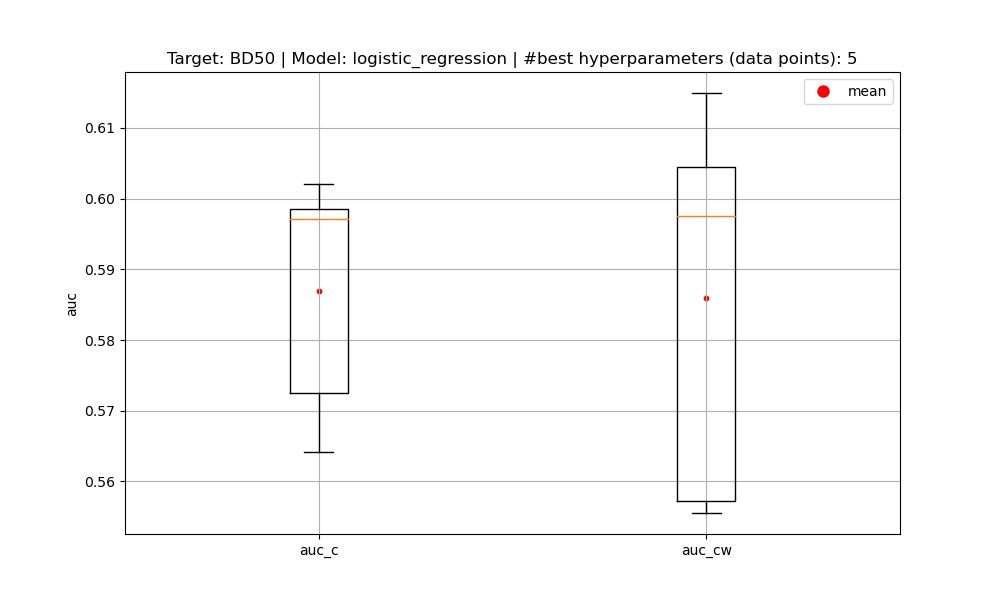 Target: BD50 | Model: logistic_regression | #best hyperparameters (data points): 5
mean
0.61
0.60
0.59
0.58
0.57
0.56
auc
auc_c
auc_cw